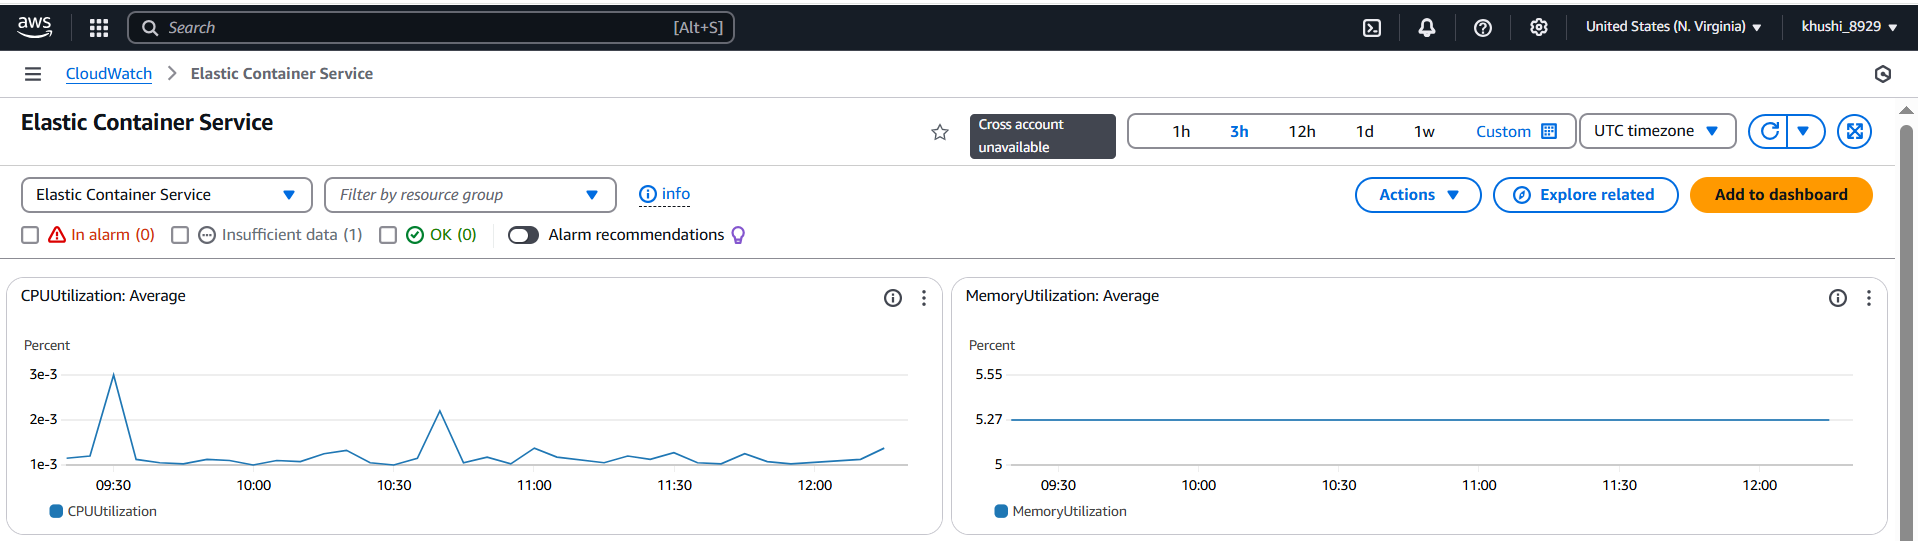 aws
Search [Alt+S]
United States (N. Virginia)
khushi_8929
CloudWatch > Elastic Container Service
Elastic Container Service
Cross account
unavailable
1h 3h 12h 1d 1w Custom
UTC timezone
Elastic Container Service
Filter by resource group
info
Actions
Explore related
Add to dashboard
In alarm (0)
Insufficient data (1)
OK (0)
Alarm recommendations
CPUUtilization: Average
Percent
3e-3
2e-3
1e-3
09:30 10:00 10:30 11:00 11:30 12:00
CPUUtilization
MemoryUtilization: Average
Percent
5.55
5.27
5
09:30 10:00 10:30 11:00 11:30 12:00
MemoryUtilization